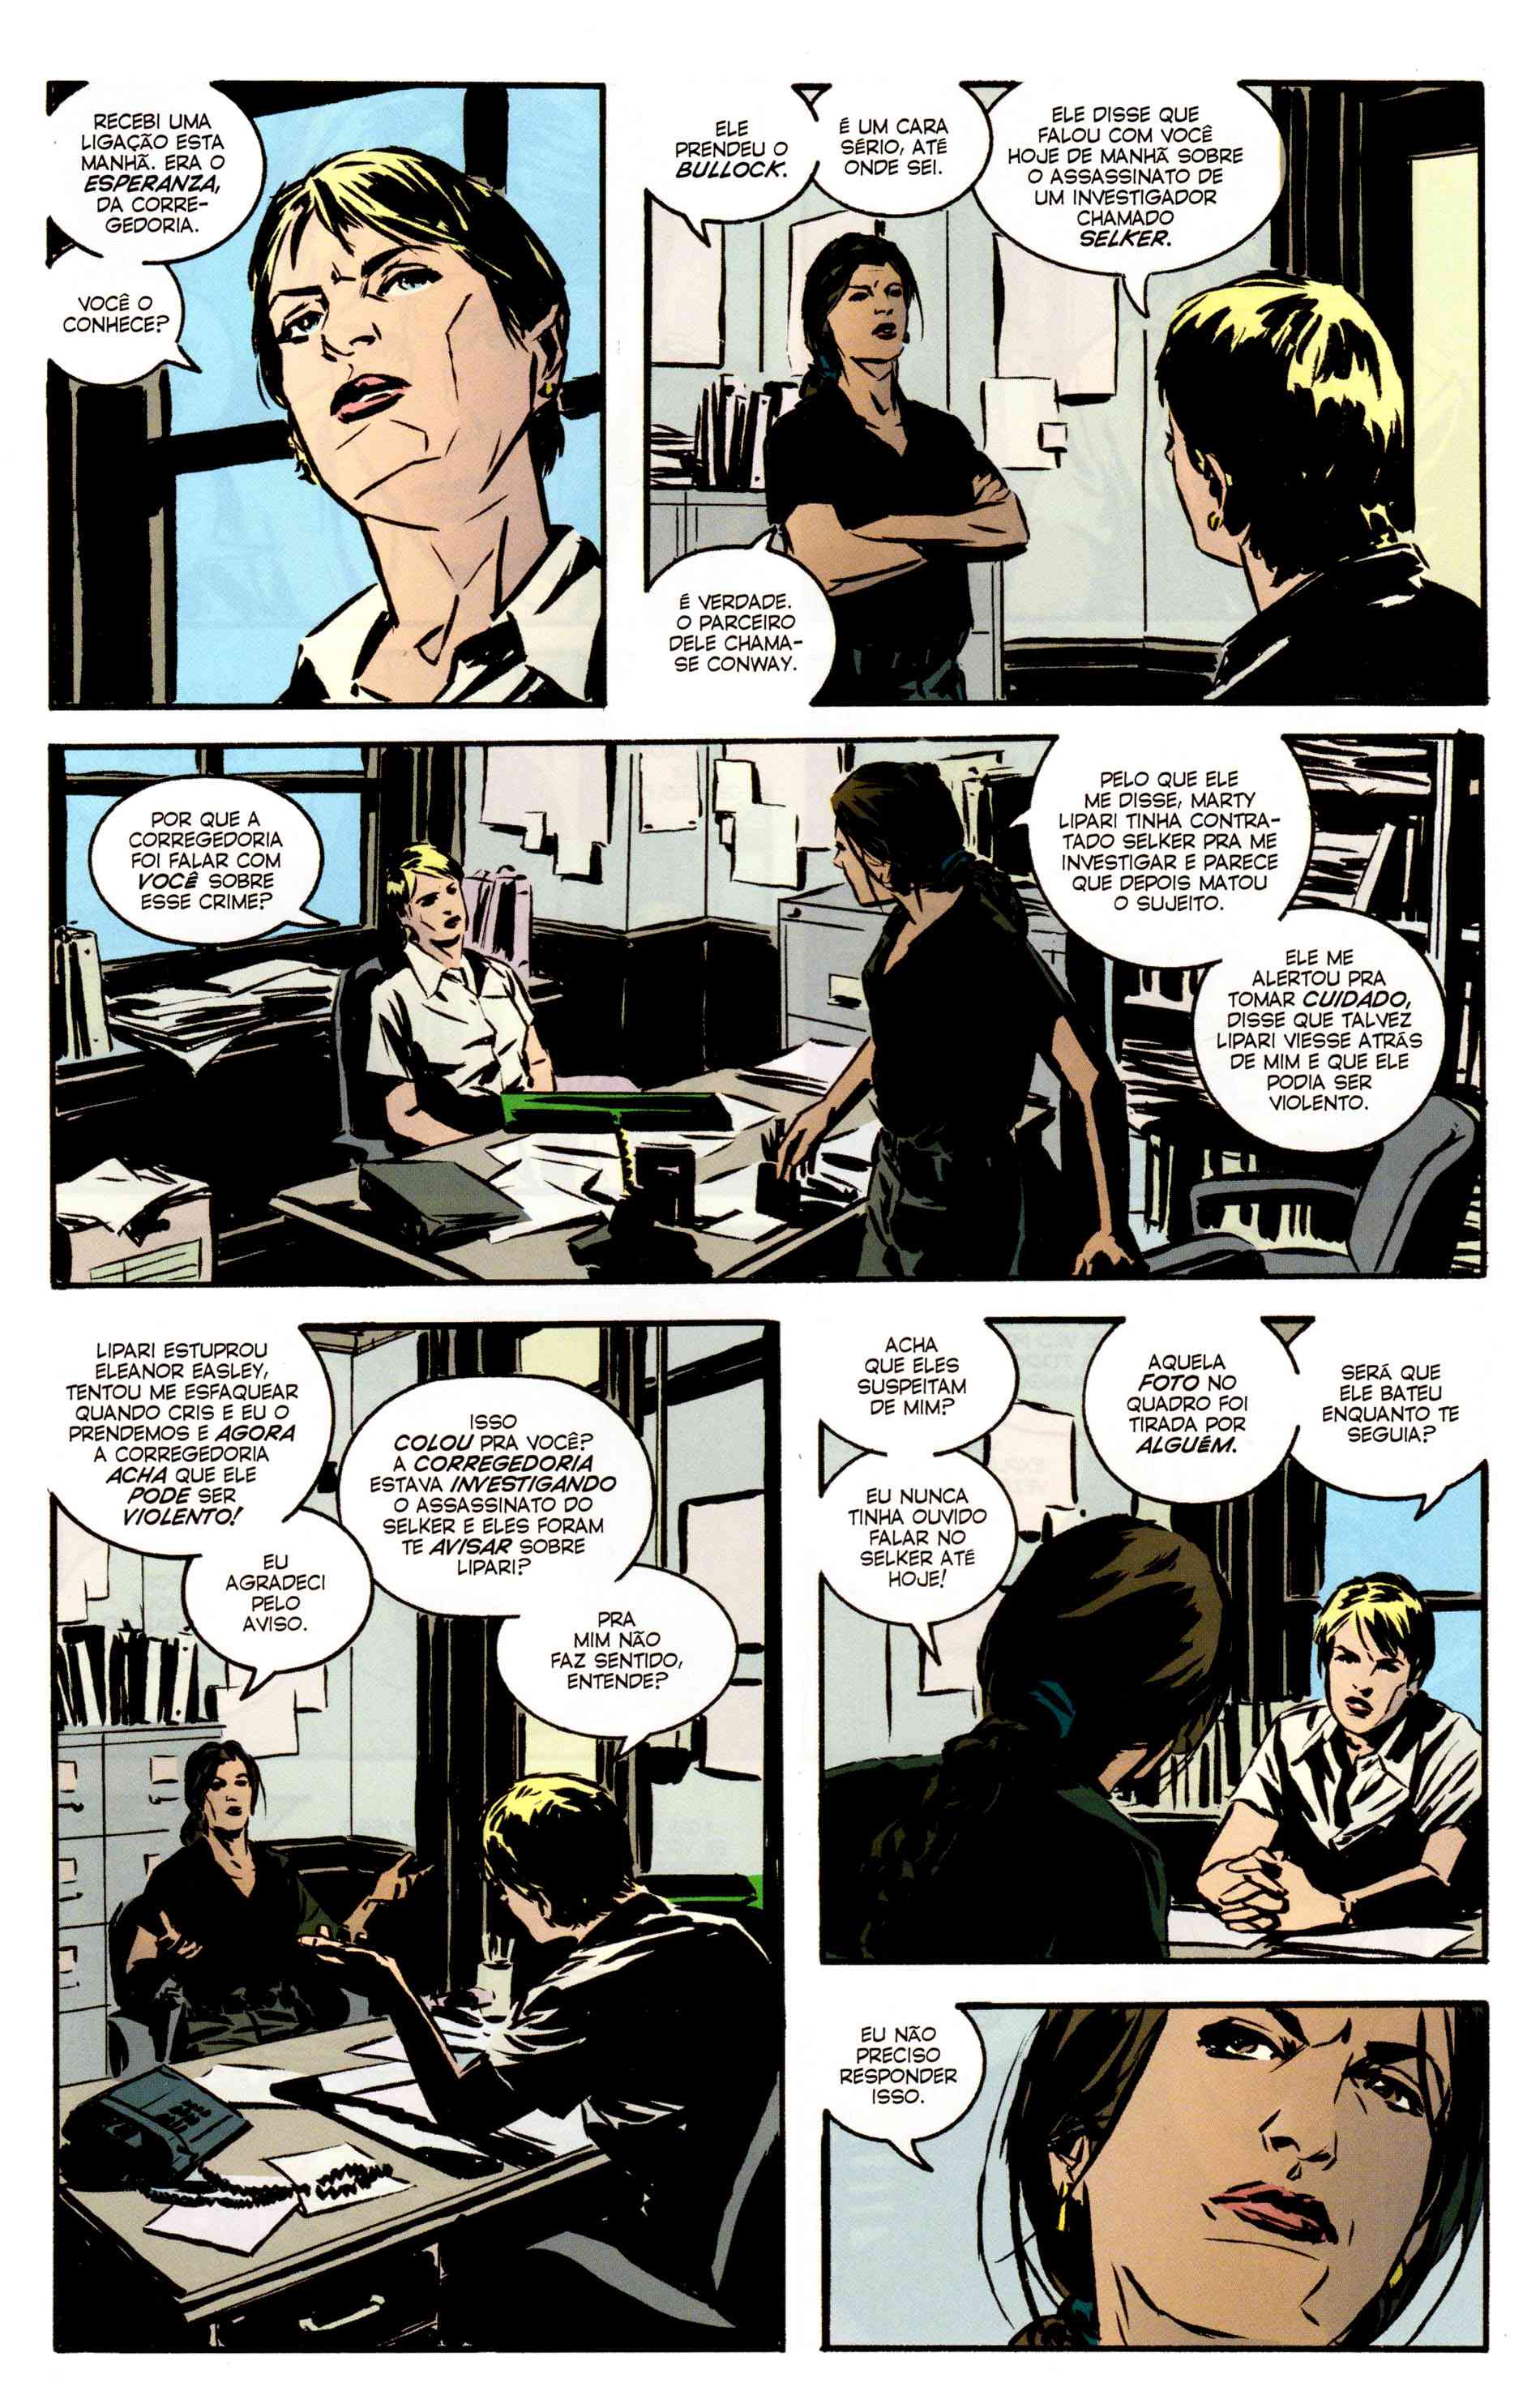 RECEBI UMA
LIGAÇÃO ESTA
MANHÃ. ERA O
ESPERANZA,
DA CORRE-
GEDORIA.
VOCÊ O
CONHECE?
ELE
PRENDEU O
BULLOCK.
É UM CARA
SÉRIO, ATÉ
ONDE SEI.
ELE DISSE QUE
FALOU COM VOCÊ
HOJE DE MANHÃ SOBRE
O ASSASSINATO DE
UM INVESTIGADOR
CHAMADO
SELKER.
É VERDADE.
O PARCEIRO
DELE CHAMA-
SE CONWAY.
POR QUE A
CORREGEDORIA
FOI FALAR COM
VOCÊ SOBRE
ESSE CRIME?
PELO QUE ELE
ME DISSE, MARTY
LIPARI TINHA CONTRA-
TADO SELKER PRA ME
INVESTIGAR E PARECE
QUE DEPOIS MATOU
O SUJEITO.
ELE ME
ALERTOU PRA
TOMAR CUIDADO,
DISSE QUE TALVEZ
LIPARI VIESSE ATRÁS
DE MIM E QUE ELE
PODIA SER
VIOLENTO.
LIPARI ESTUPROU
ELEANOR EASLEY,
TENTOU ME ESFAQUEAR
QUANDO CRIS E EU O
PRENDEMOS E AGORA
A CORREGEDORIA
ACHA QUE ELE
PODE SER
VIOLENTO!
EU
AGRADECI
PELO
AVISO.
ISSO
COLOU PRA VOCÊ?
A CORREGEDORIA
ESTAVA INVESTIGANDO
O ASSASSINATO DO
SELKER E ELES FORAM
TE AVISAR SOBRE
LIPARI?
PRA
MIM NÃO
FAZ SENTIDO,
ENTENDE?
ACHA
QUE ELES
SUSPEITAM
DE MIM?
EU NUNCA
TINHA OUVIDO
FALAR NO
SELKER ATÉ
HOJE!
AQUELA
FOTO NO
QUADRO FOI
TIRADA POR
ALGUÉM.
SERÁ QUE
ELE BATEU
ENQUANTO TE
SEGUIA?
EU NÃO
PRECISO
RESPONDER
ISSO.